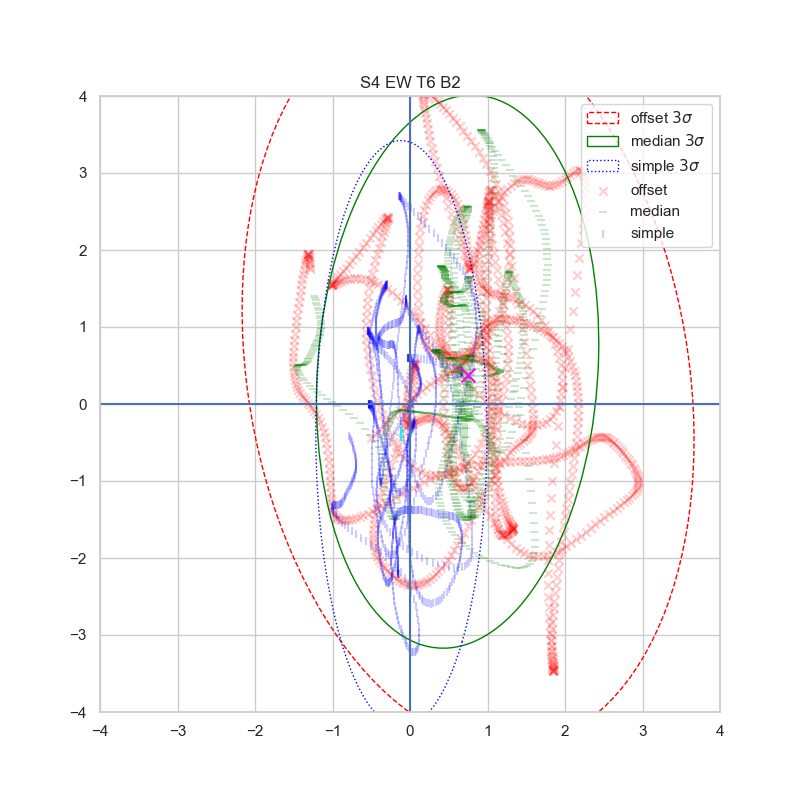 S4 EW T6 B2
4
3
2
1
0
−1
−2
−3
−4
−4
−3
−2
−1
0
1
2
3
4
offset 3σ
median 3σ
simple 3σ
offset
median
simple